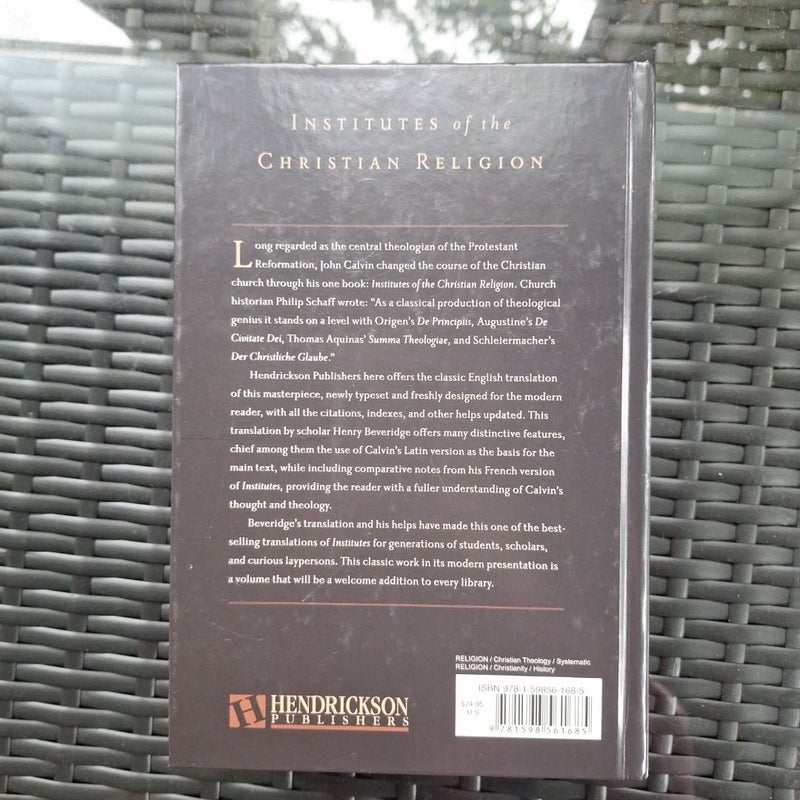 INSTITUTES of the
CHRISTIAN RELIGION
Long regarded as the central theologian of the Protestant
Reformation, John Calvin changed the course of the Christian
church through his one book: Institutes of the Christian Religion. Church
historian Philip Schaff wrote: "As a classical production of theological
genius it stands on a level with Origen's De Principiis, Augustine's De
Civitate Dei, Thomas Aquinas' Summa Theologiae, and Schleiermacher's
Der Christliche Glaube."
Hendrickson Publishers here offers the classic English translation
of this masterpiece, newly typeset and freshly designed for the modern
reader, with all the citations, indexes, and other helps updated. This
translation by scholar Henry Beveridge offers many distinctive features,
chief among them the use of Calvin's Latin version as the basis for the
main text, while including comparative notes from his French version
of Institutes, providing the reader with a fuller understanding of Calvin's
thought and theology.
Beveridge's translation and his helps have made this one of the best-
selling translations of Institutes for generations of students, scholars,
and curious laypersons. This classic work in its modern presentation is
a volume that will be a welcome addition to every library.
RELIGION / Christian Theology / Systematic
RELIGION / Christianity / History
ISBN 978-1-59856-168-5
$24.95
U S
9 781598 561685
H HENDRICKSON
PUBLISHERS